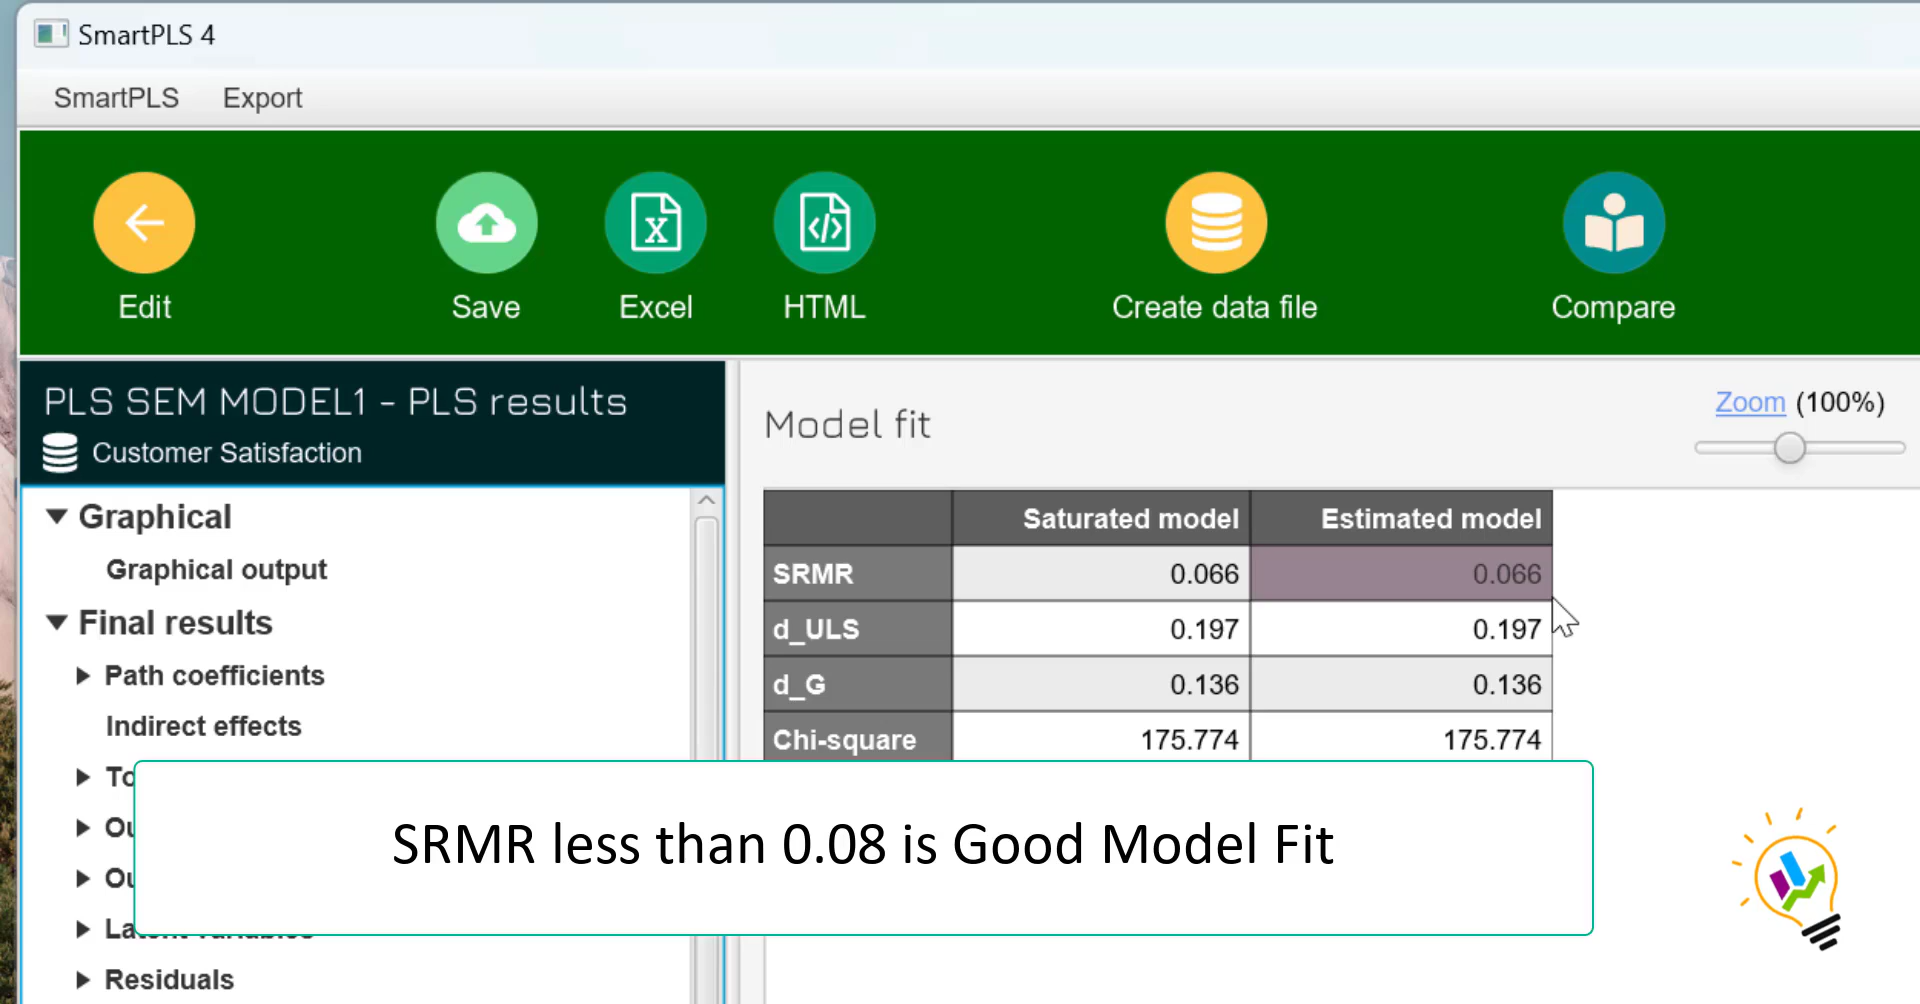 SmartPLS 4
SmartPLS Export
Edit Save Excel HTML Create data file Compare
PLS SEM MODEL1 - PLS results
Customer Satisfaction
Model fit
Zoom (100%)
Graphical
Graphical output
Final results
Path coefficients
Indirect effects
Residuals
Saturated model Estimated model
SRMR 0.066 0.066
d_ULS 0.197 0.197
d_G 0.136 0.136
Chi-square 175.774 175.774
SRMR less than 0.08 is Good Model Fit